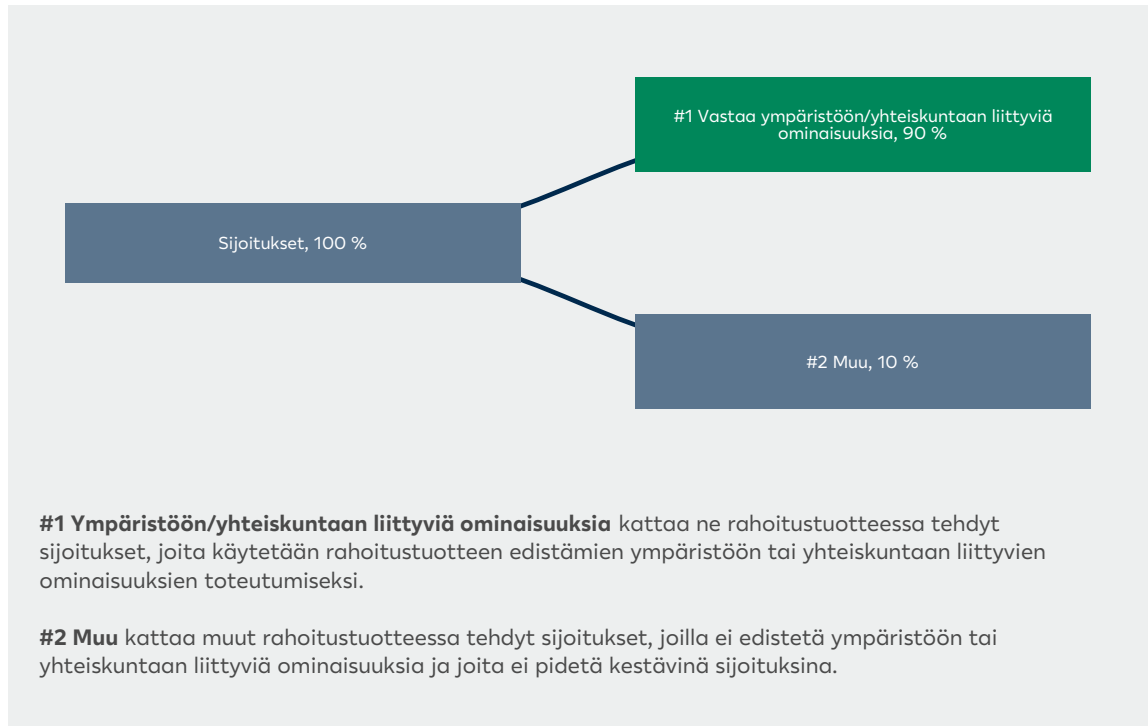 #1 Vastaa ympäristöön/yhteiskuntaan liittyviä
ominaisuuksia, 90 %
Sijoitukset, 100 %
#2 Muu, 10 %
#1 Ympäristöön/yhteiskuntaan liittyviä ominaisuuksia kattaa ne rahoitustuotteessa tehdyt
sijoitukset, joita käytetään rahoitustuotteen edistämien ympäristöön tai yhteiskuntaan liittyvien
ominaisuuksien toteutumiseksi.
#2 Muu kattaa muut rahoitustuotteessa tehdyt sijoitukset, joilla ei edistetä ympäristöön tai
yhteiskuntaan liittyviä ominaisuuksia ja joita ei pidetä kestävinä sijoituksina.